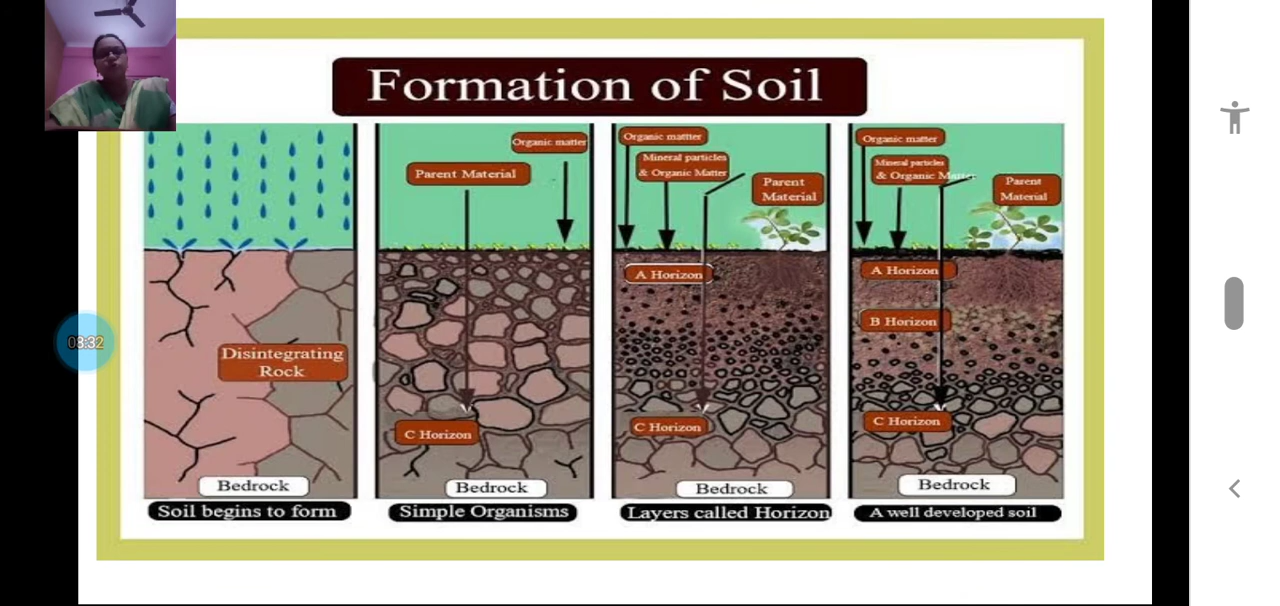 Formation of Soil
Organic matter
Parent Material
Disintegrating
Rock
C Horizon
Bedrock
Bedrock
Soil begins to form
Simple Organisms
Organic mattter
Mineral particles
& Organic Matter
Parent
Material
A Horizon
C Horizon
Bedrock
Layers called Horizon
Organic matter
Mineral particles
& Organic Matter
Parent
Material
A Horizon
B Horizon
C Horizon
Bedrock
A well developed soil
03:32